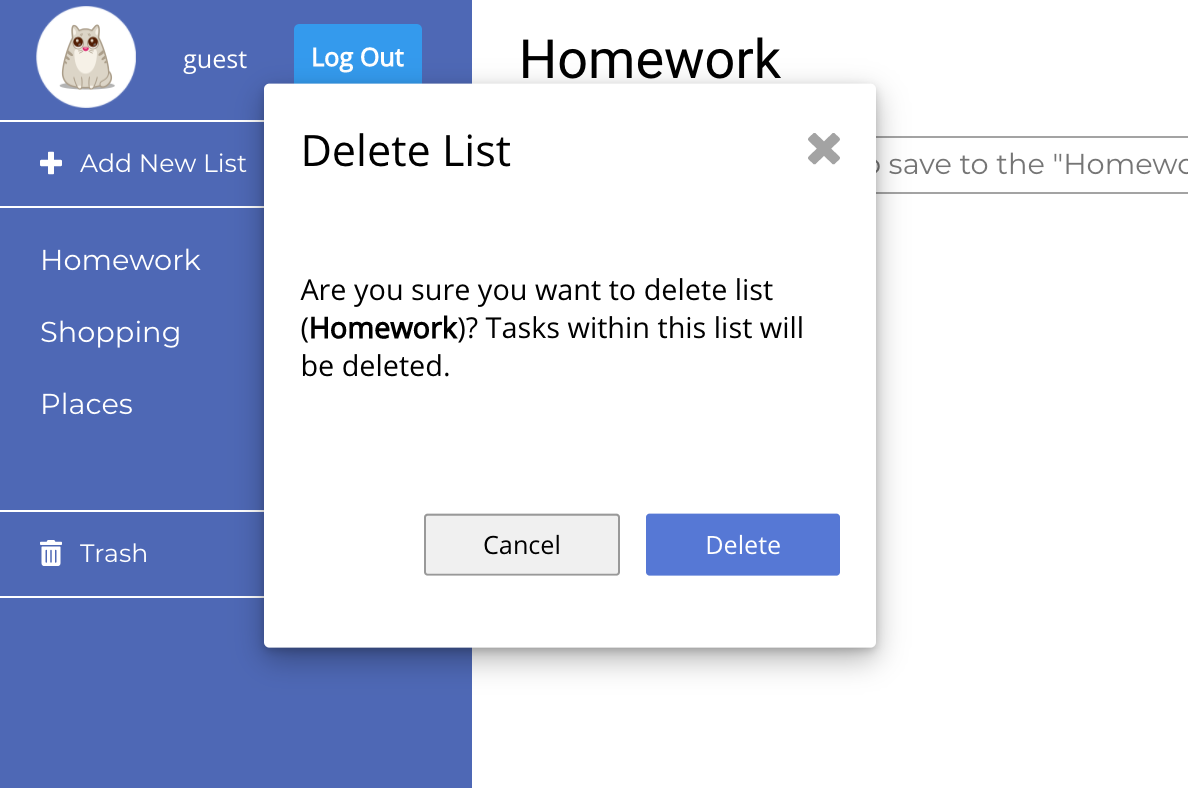 guest
Log Out
Homework
Add New List
Homework
Shopping
Places
Trash
save to the "Homewo
Delete List
Are you sure you want to delete list
(Homework)? Tasks within this list will
be deleted.
Cancel
Delete